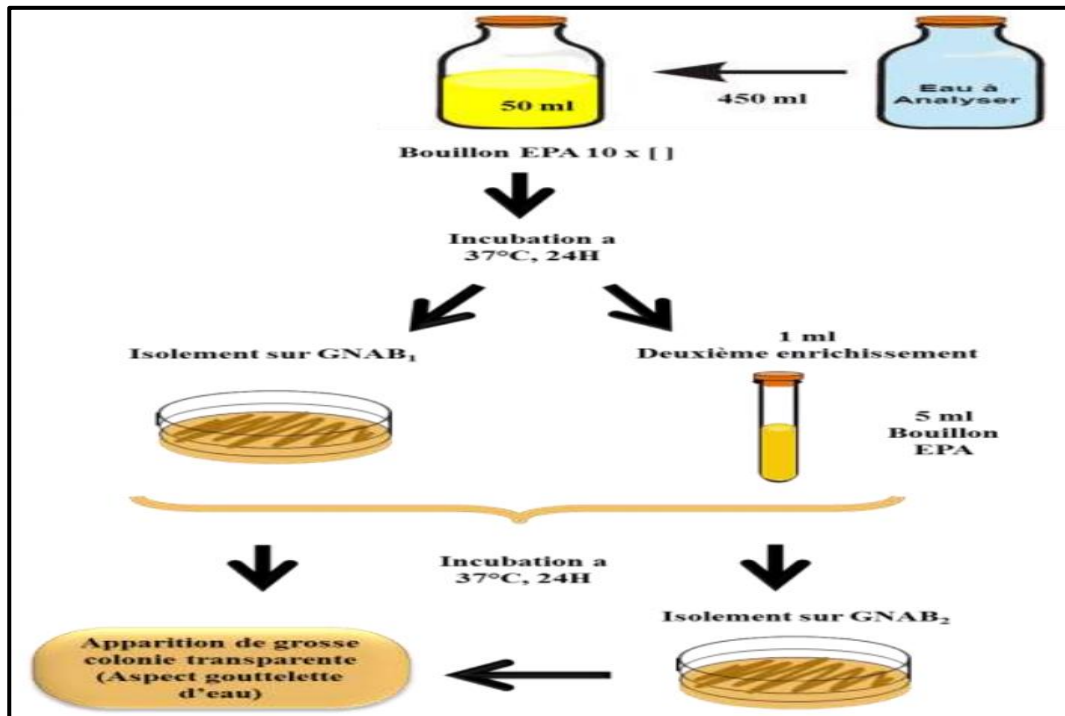 50 ml
450 ml
Eau à
Analyser
Bouillon EPA 10 x [ ]
Incubation a
37°C, 24H
Isolement sur GNAB₁
1 ml
Deuxième enrichissement
5 ml
Bouillon
EPA
Incubation a
37°C, 24H
Isolement sur GNAB₂
Apparition de grosse
colonie transparente
(Aspect gouttelette
d'eau)